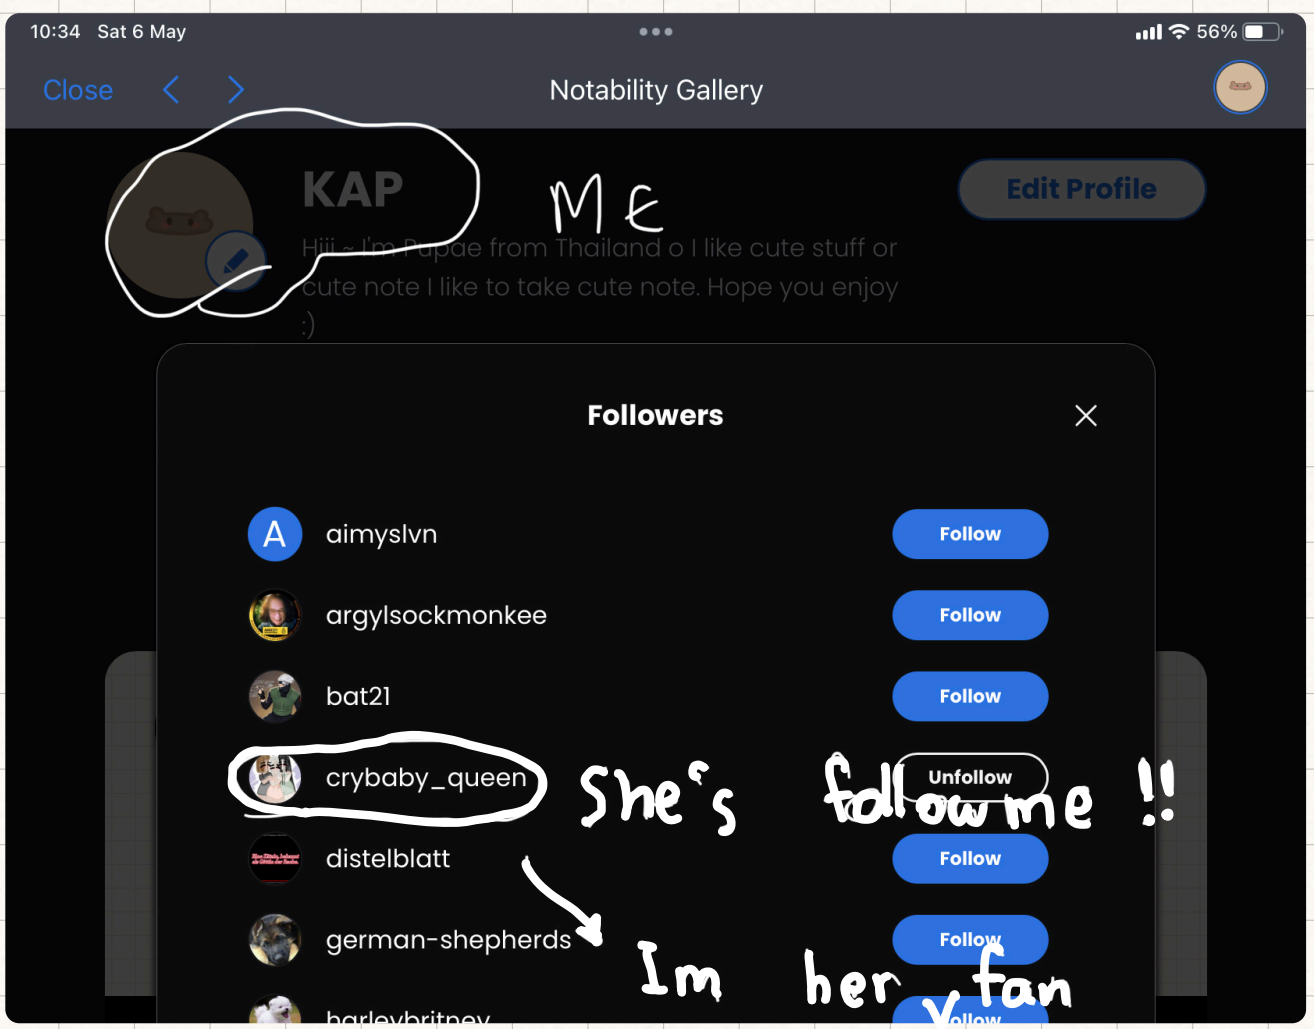 10:34 Sat 6 May 56%
Close Notability Gallery
KAP ME Edit Profile
Hiii ~ I'm Pupae from Thailand o I like cute stuff or
cute note I like to take cute note. Hope you enjoy
:)
Followers
A aimyslvn Follow
argylsockmonkee Follow
bat21 Follow
crybaby_queen Unfollow
She's follow me !!
distelblatt Follow
german-shepherds Follow
Im her fan
harleybritney Follow